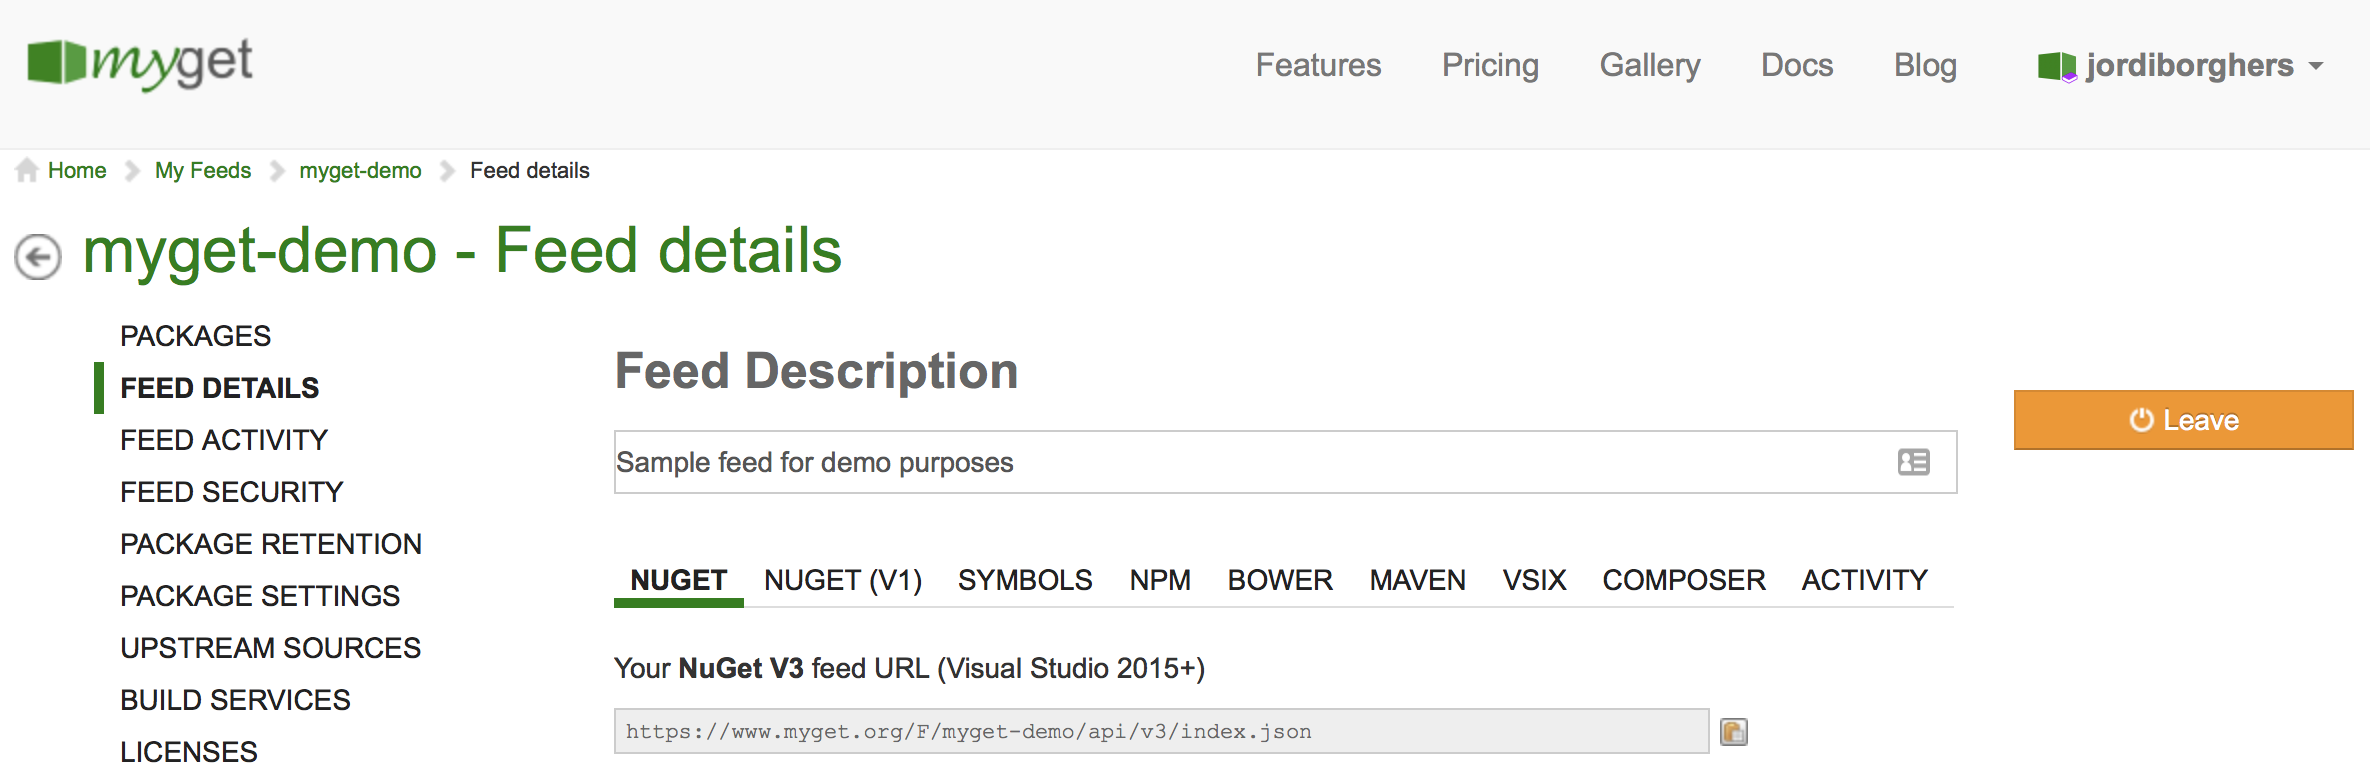 myget
Features Pricing Gallery Docs Blog jordiborghers
Home My Feeds myget-demo Feed details
myget-demo - Feed details
PACKAGES
FEED DETAILS
FEED ACTIVITY
FEED SECURITY
PACKAGE RETENTION
PACKAGE SETTINGS
UPSTREAM SOURCES
BUILD SERVICES
LICENSES
Feed Description
Leave
Sample feed for demo purposes
NUGET NUGET (V1) SYMBOLS NPM BOWER MAVEN VSIX COMPOSER ACTIVITY
Your NuGet V3 feed URL (Visual Studio 2015+)
https://www.myget.org/F/myget-demo/api/v3/index.json